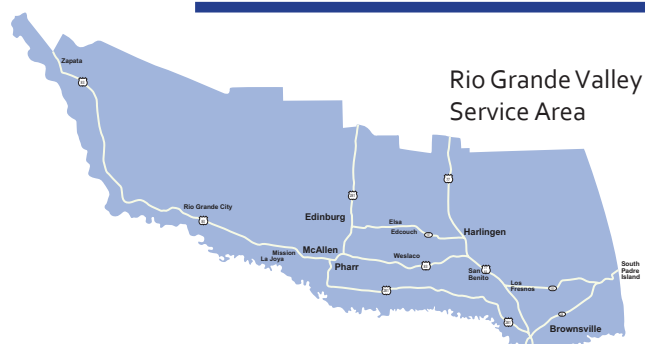 Rio Grande Valley
Service Area
Zapata
Rio Grande City
Edinburg
Elsa
Edcouch
Harlingen
Mission
La Joya
McAllen
Weslaco
Pharr
San
Benito
Los
Fresnos
South
Padre
Island
Brownsville